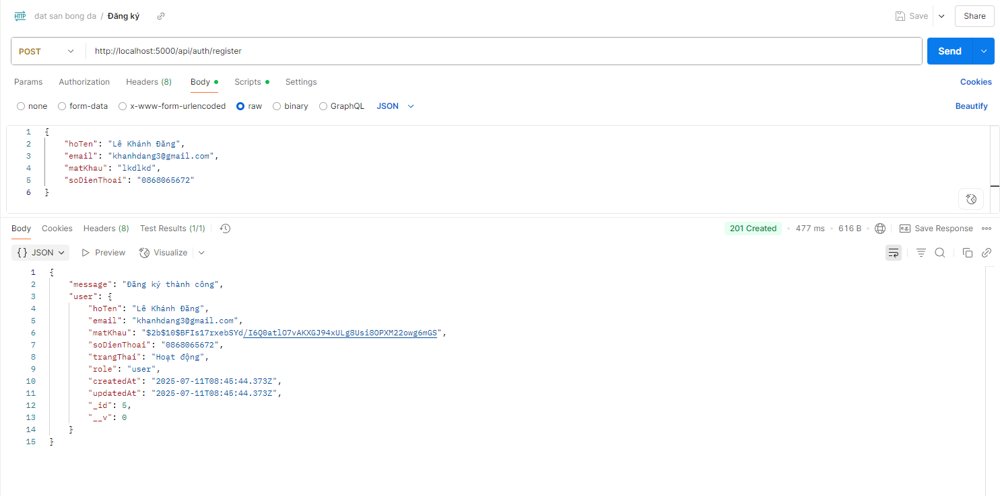 HTTP dat san bong da / Đăng ký Save Share
POST http://localhost:5000/api/auth/register Send
Params Authorization Headers (8) Body Scripts Settings Cookies
none form-data x-www-form-urlencoded raw binary GraphQL JSON Beautify
1 {
2 "hoTen": "Lê Khánh Đăng",
3 "email": "khanhdang3@gmail.com",
4 "matKhau": "lkdlkd",
5 "soDienThoai": "0868065672"
6 }
Body Cookies Headers (8) Test Results (1/1) 201 Created 477 ms 616 B e.g. Save Response
{} JSON Preview Visualize
1 {
2 "message": "Đăng ký thành công",
3 "user": {
4 "hoTen": "Lê Khánh Đăng",
5 "email": "khanhdang3@gmail.com",
6 "matKhau": "$2b$10$BFIs17rxebSYd/I6Q0atlO7vAKXGJ94xULg8Usi8OPXM22owg6mGS",
7 "soDienThoai": "0868065672",
8 "trangThai": "Hoạt động",
9 "role": "user",
10 "createdAt": "2025-07-11T08:45:44.373Z",
11 "updatedAt": "2025-07-11T08:45:44.373Z",
12 "_id": 5,
13 "__v": 0
14 }
15 }